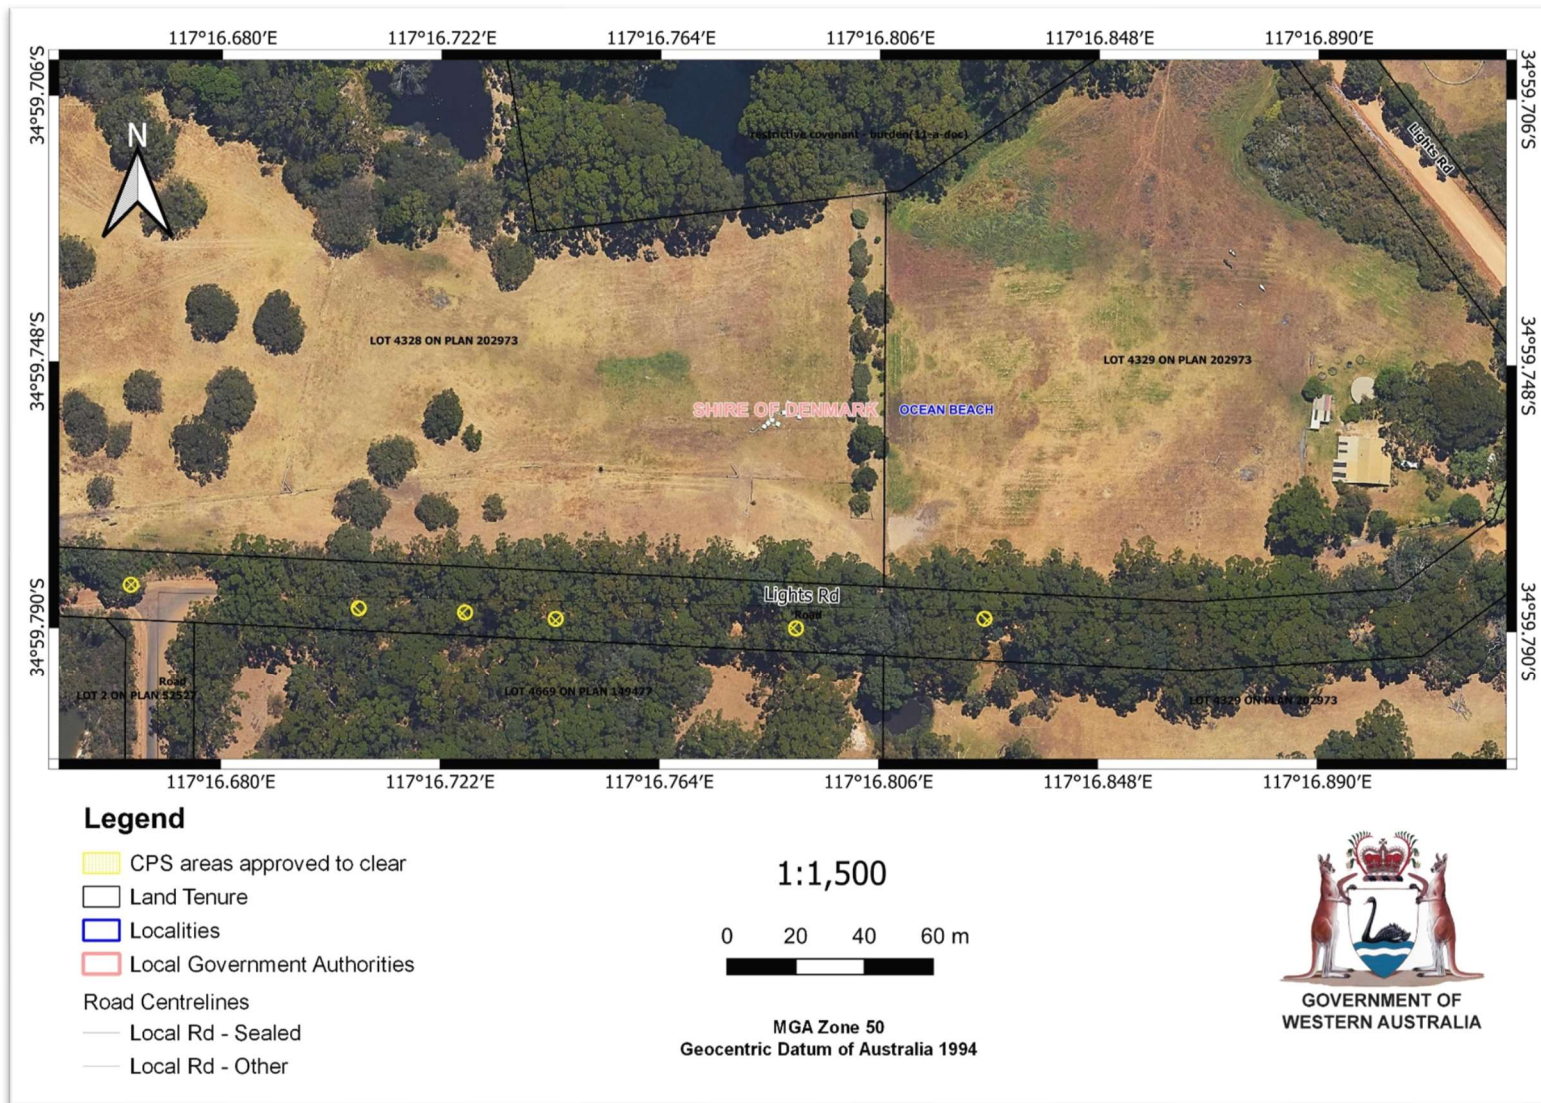 117°16.680′E 117°16.722′E 117°16.764′E 117°16.806′E 117°16.848′E 117°16.890′E
34°59.706′S
34°59.706′S
N
restrictive covenant - burden(11-a-doc)
Lights Rd
LOT 4328 ON PLAN 202973
LOT 4329 ON PLAN 202973
34°59.748′S
34°59.748′S
SHIRE OF DENMARK
OCEAN BEACH
34°59.790′S
34°59.790′S
Lights Rd
Road
Road
LOT 2 ON PLAN 52527
LOT 4669 ON PLAN 149477
LOT 4329 ON PLAN 202973
117°16.680′E 117°16.722′E 117°16.764′E 117°16.806′E 117°16.848′E 117°16.890′E
Legend
CPS areas approved to clear
Land Tenure
Localities
Local Government Authorities
Road Centrelines
Local Rd - Sealed
Local Rd - Other
1:1,500
0 20 40 60 m
MGA Zone 50
Geocentric Datum of Australia 1994
GOVERNMENT OF
WESTERN AUSTRALIA